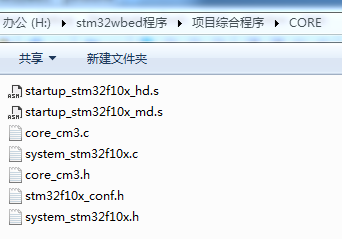 办公 (H:) ▸ stm32wbed程序 ▸ 项目综合程序 ▸ CORE
共享 ▼ 新建文件夹
startup_stm32f10x_hd.s
startup_stm32f10x_md.s
core_cm3.c
system_stm32f10x.c
core_cm3.h
stm32f10x_conf.h
system_stm32f10x.h